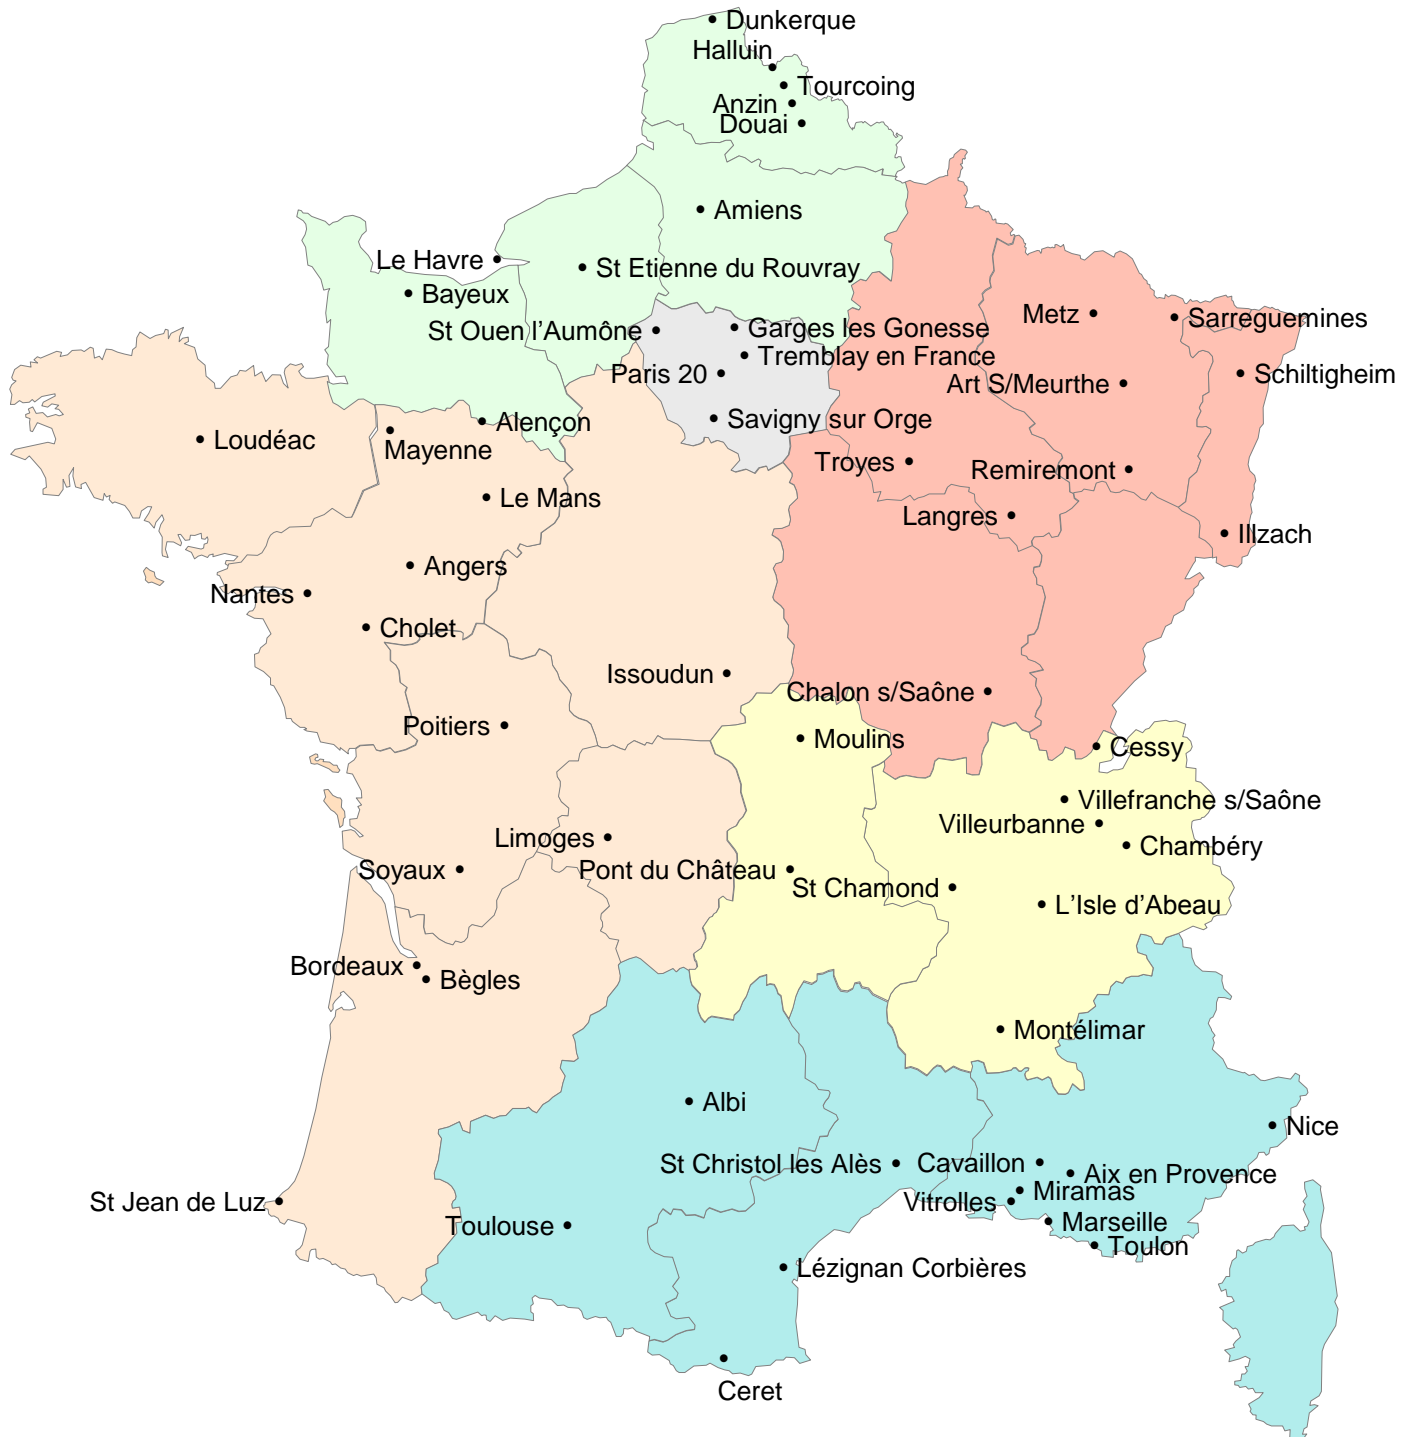 Dunkerque
Halluin
Tourcoing
Anzin
Douai
Amiens
Le Havre
St Etienne du Rouvray
Bayeux
St Ouen l'Aumône
Garges les Gonesse
Metz
Sarreguemines
Tremblay en France
Paris 20
Art S/Meurthe
Schiltigheim
Savigny sur Orge
Alençon
Loudéac
Mayenne
Troyes
Remiremont
Le Mans
Langres
Illzach
Angers
Nantes
Cholet
Issoudun
Chalon s/Saône
Poitiers
Moulins
Cessy
Villefranche s/Saône
Villeurbanne
Limoges
Chambéry
Soyaux
Pont du Château
St Chamond
L'Isle d'Abeau
Bordeaux
Bègles
Montélimar
Albi
Nice
St Christol les Alès
Cavaillon
Aix en Provence
Miramas
St Jean de Luz
Vitrolles
Toulouse
Marseille
Toulon
Lézignan Corbières
Ceret